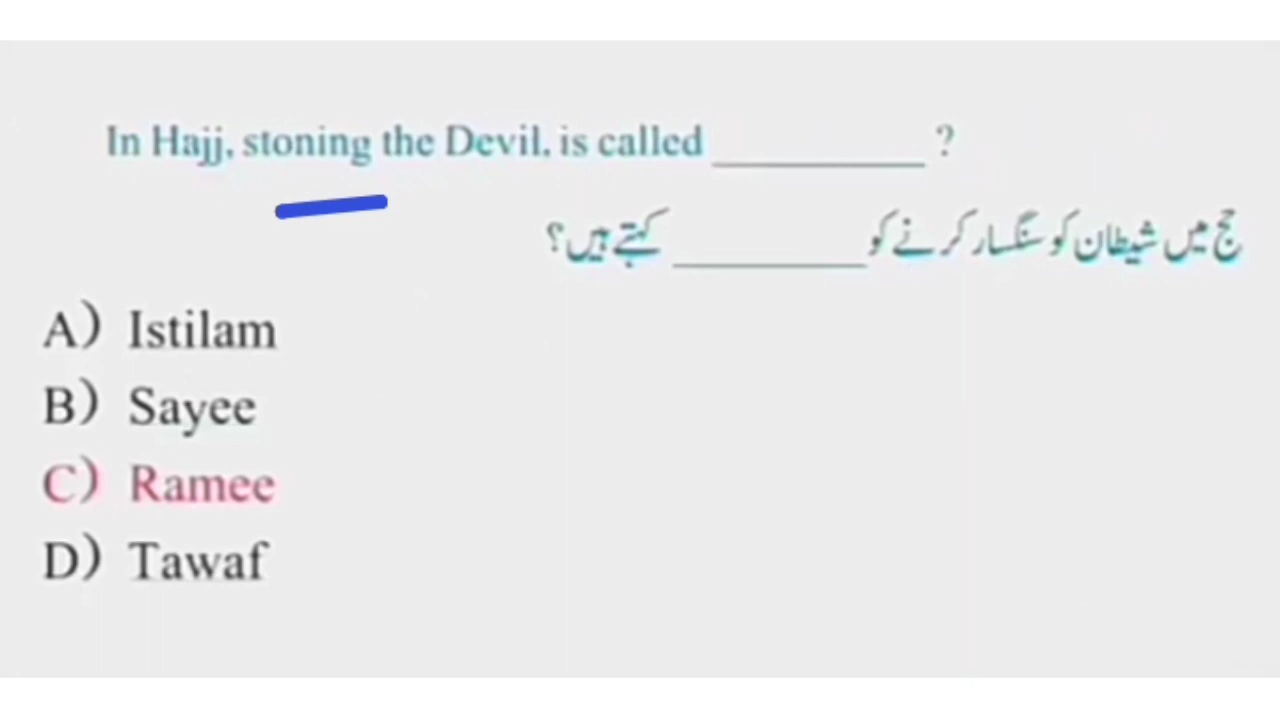 In Hajj, stoning the Devil, is called __________ ?
حج میں شیطان کو سنگسار کرنے کو __________ کہتے ہیں؟
A) Istilam
B) Sayee
C) Ramee
D) Tawaf